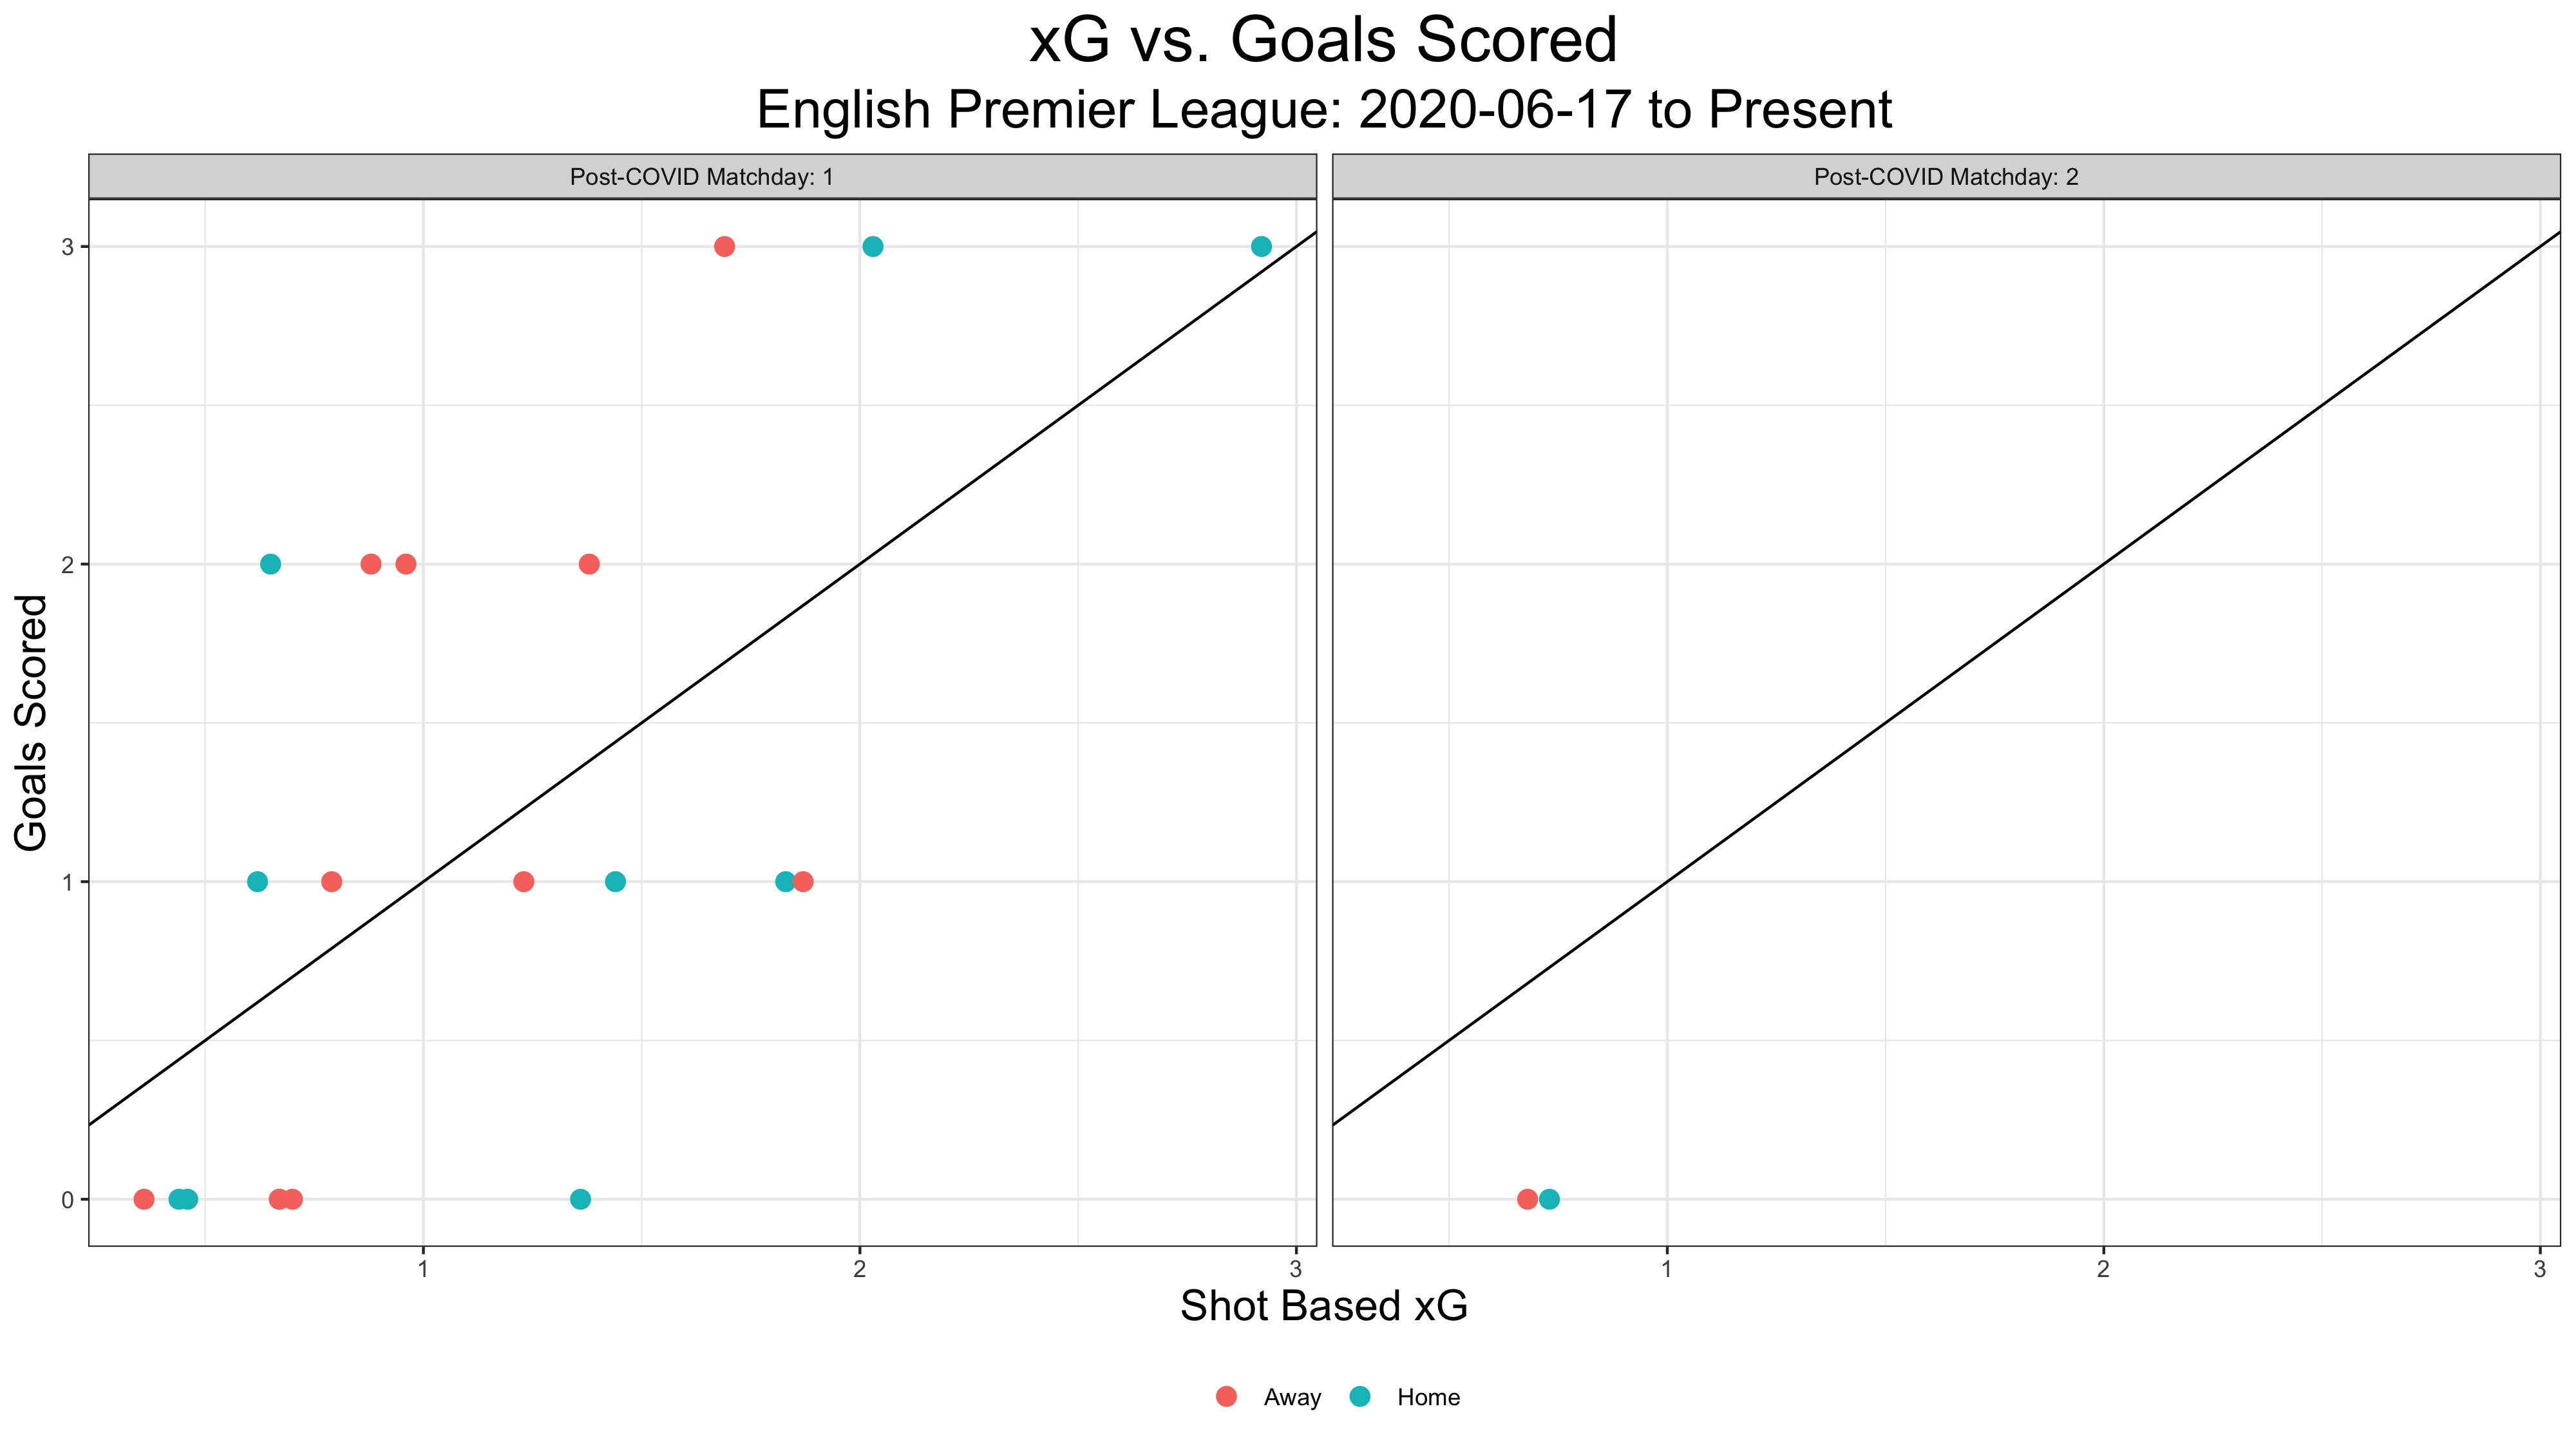 xG vs. Goals Scored
English Premier League: 2020-06-17 to Present
Post-COVID Matchday: 1
Post-COVID Matchday: 2
Goals Scored
3
2
1
0
1 2 3
1 2 3
Shot Based xG
Away Home